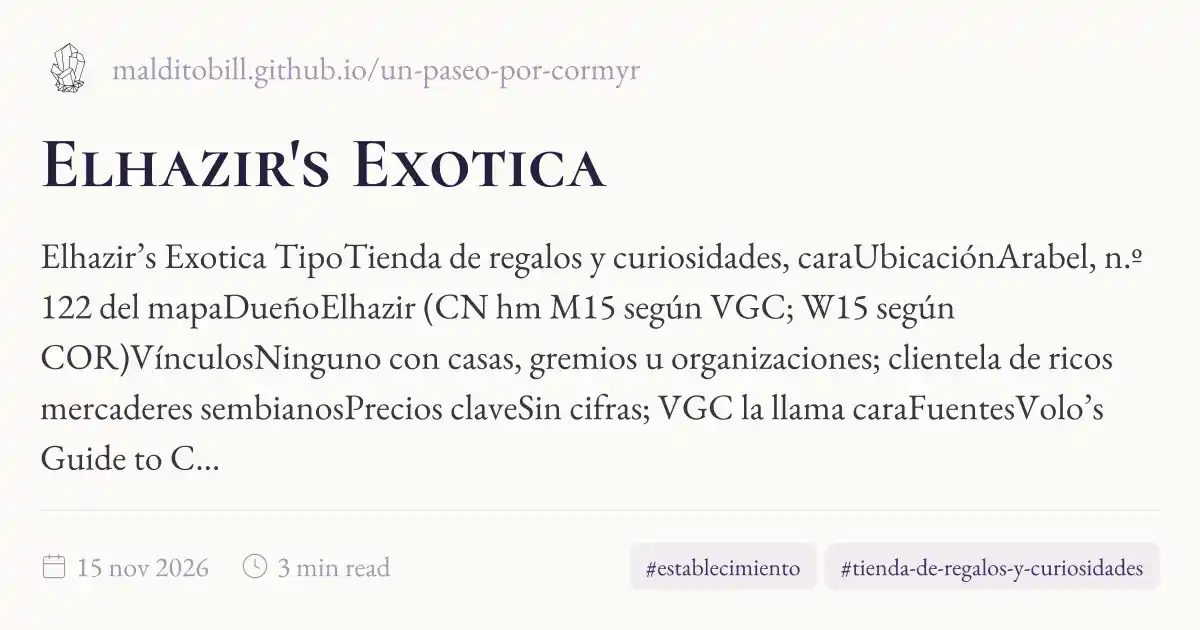 malditobill.github.io/un-paseo-por-cormyr
Elhazir's Exotica
Elhazir’s Exotica TipoTienda de regalos y curiosidades, caraUbicaciónArabel, n.º
122 del mapaDueñoElhazir (CN hm M15 según VGC; W15 según
COR)VínculosNinguno con casas, gremios u organizaciones; clientela de ricos
mercaderes sembianosPrecios claveSin cifras; VGC la llama caraFuentesVolo’s
Guide to C...
15 nov 2026
3 min read
#establecimiento
#tienda-de-regalos-y-curiosidades